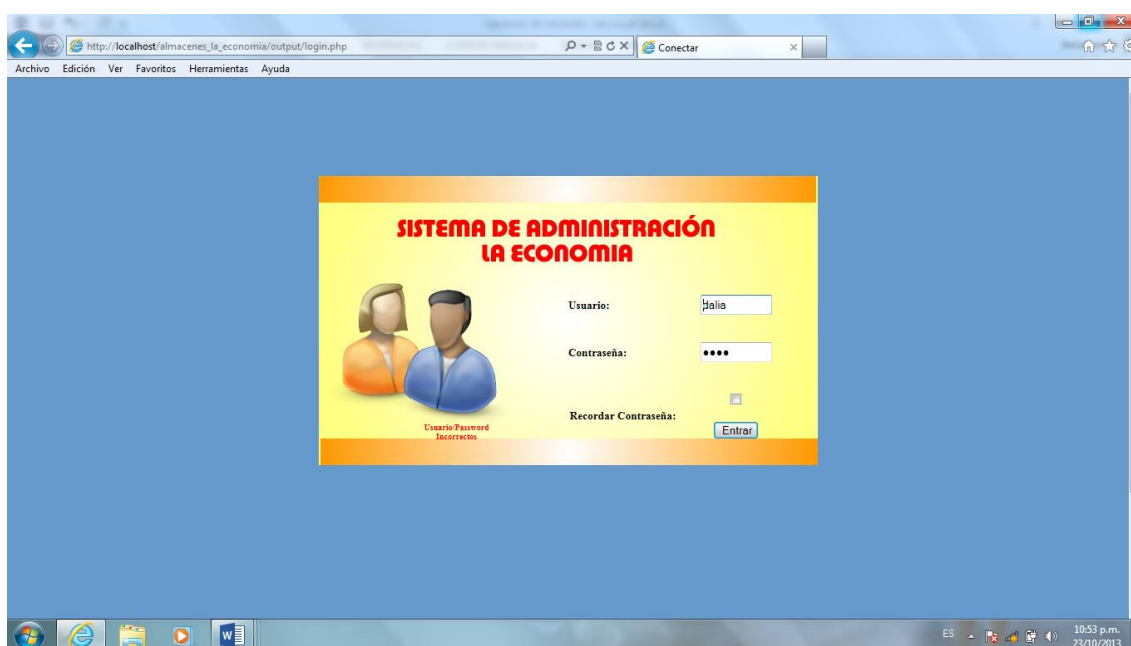 http://localhost/almacenes_la_economia/output/login.php
Conectar
Archivo Edición Ver Favoritos Herramientas Ayuda
SISTEMA DE ADMINISTRACIÓN
LA ECONOMIA
Usuario:
dalia
Contraseña:
Recordar Contraseña:
Usuario/Password
Incorrectos
Entrar
ES
10:53 p.m.
23/10/2013